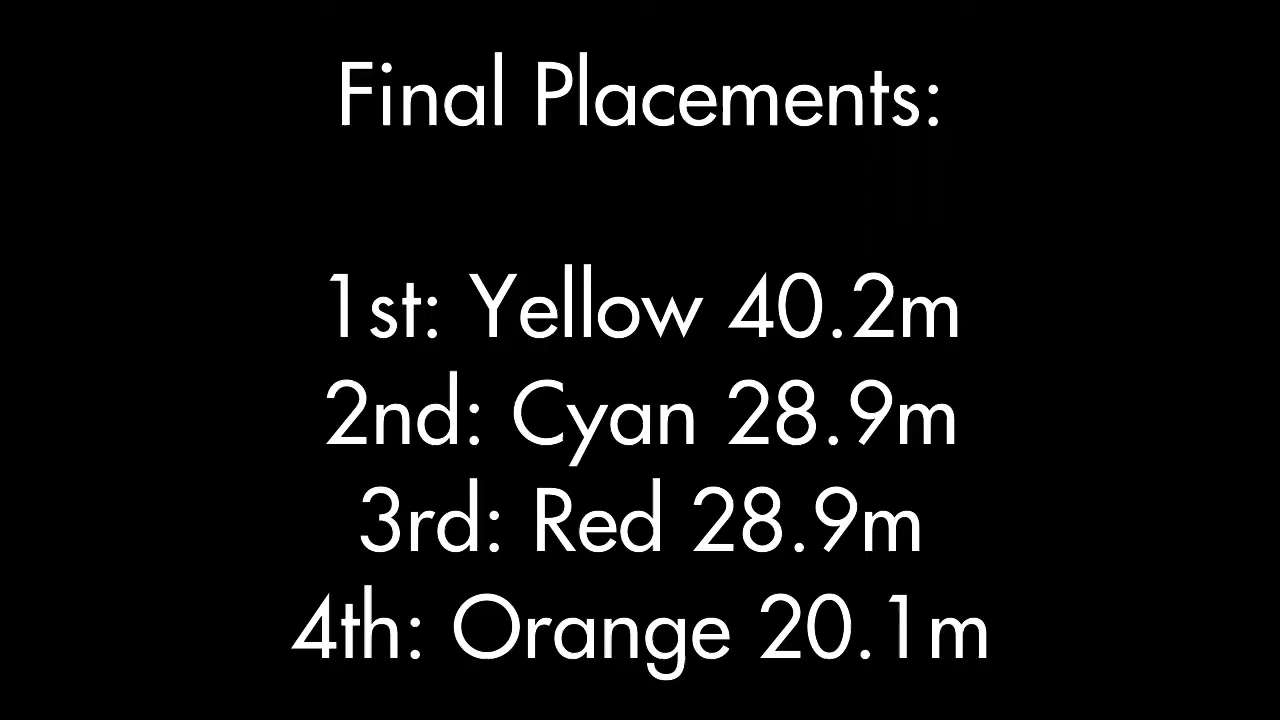 Final Placements:
1st: Yellow 40.2m
2nd: Cyan 28.9m
3rd: Red 28.9m
4th: Orange 20.1m